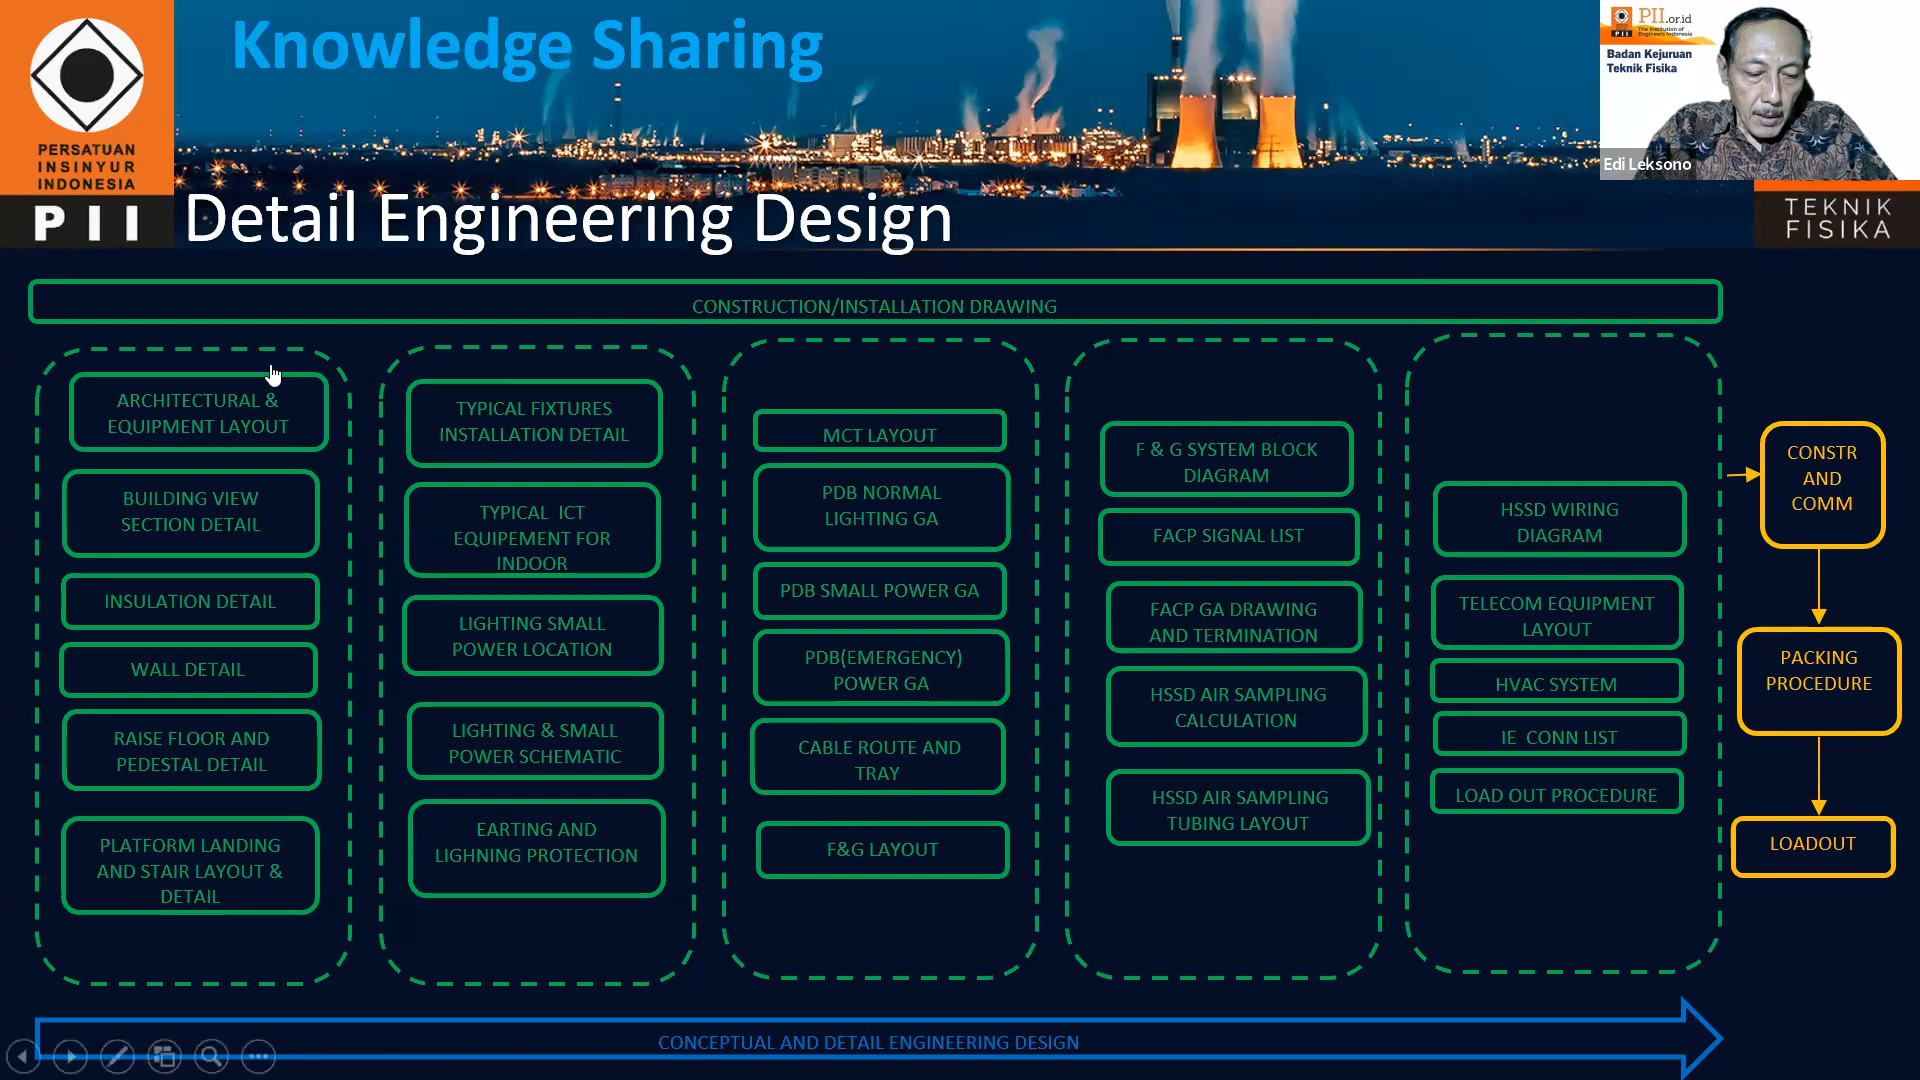 Knowledge Sharing
PERSATUAN
INSINYUR
INDONESIA
PII
Detail Engineering Design
PII.or.id
The Institution of
Engineers Indonesia
PII
Badan Kejuruan
Teknik Fisika
Edi Leksono
TEKNIK
FISIKA
CONSTRUCTION/INSTALLATION DRAWING
ARCHITECTURAL &
EQUIPMENT LAYOUT
BUILDING VIEW
SECTION DETAIL
INSULATION DETAIL
WALL DETAIL
RAISE FLOOR AND
PEDESTAL DETAIL
PLATFORM LANDING
AND STAIR LAYOUT &
DETAIL
TYPICAL FIXTURES
INSTALLATION DETAIL
TYPICAL ICT
EQUIPEMENT FOR
INDOOR
LIGHTING SMALL
POWER LOCATION
LIGHTING & SMALL
POWER SCHEMATIC
EARTING AND
LIGHNING PROTECTION
MCT LAYOUT
PDB NORMAL
LIGHTING GA
PDB SMALL POWER GA
PDB(EMERGENCY)
POWER GA
CABLE ROUTE AND
TRAY
F&G LAYOUT
F & G SYSTEM BLOCK
DIAGRAM
FACP SIGNAL LIST
FACP GA DRAWING
AND TERMINATION
HSSD AIR SAMPLING
CALCULATION
HSSD AIR SAMPLING
TUBING LAYOUT
HSSD WIRING
DIAGRAM
TELECOM EQUIPMENT
LAYOUT
HVAC SYSTEM
IE CONN LIST
LOAD OUT PROCEDURE
CONSTR
AND
COMM
PACKING
PROCEDURE
LOADOUT
CONCEPTUAL AND DETAIL ENGINEERING DESIGN